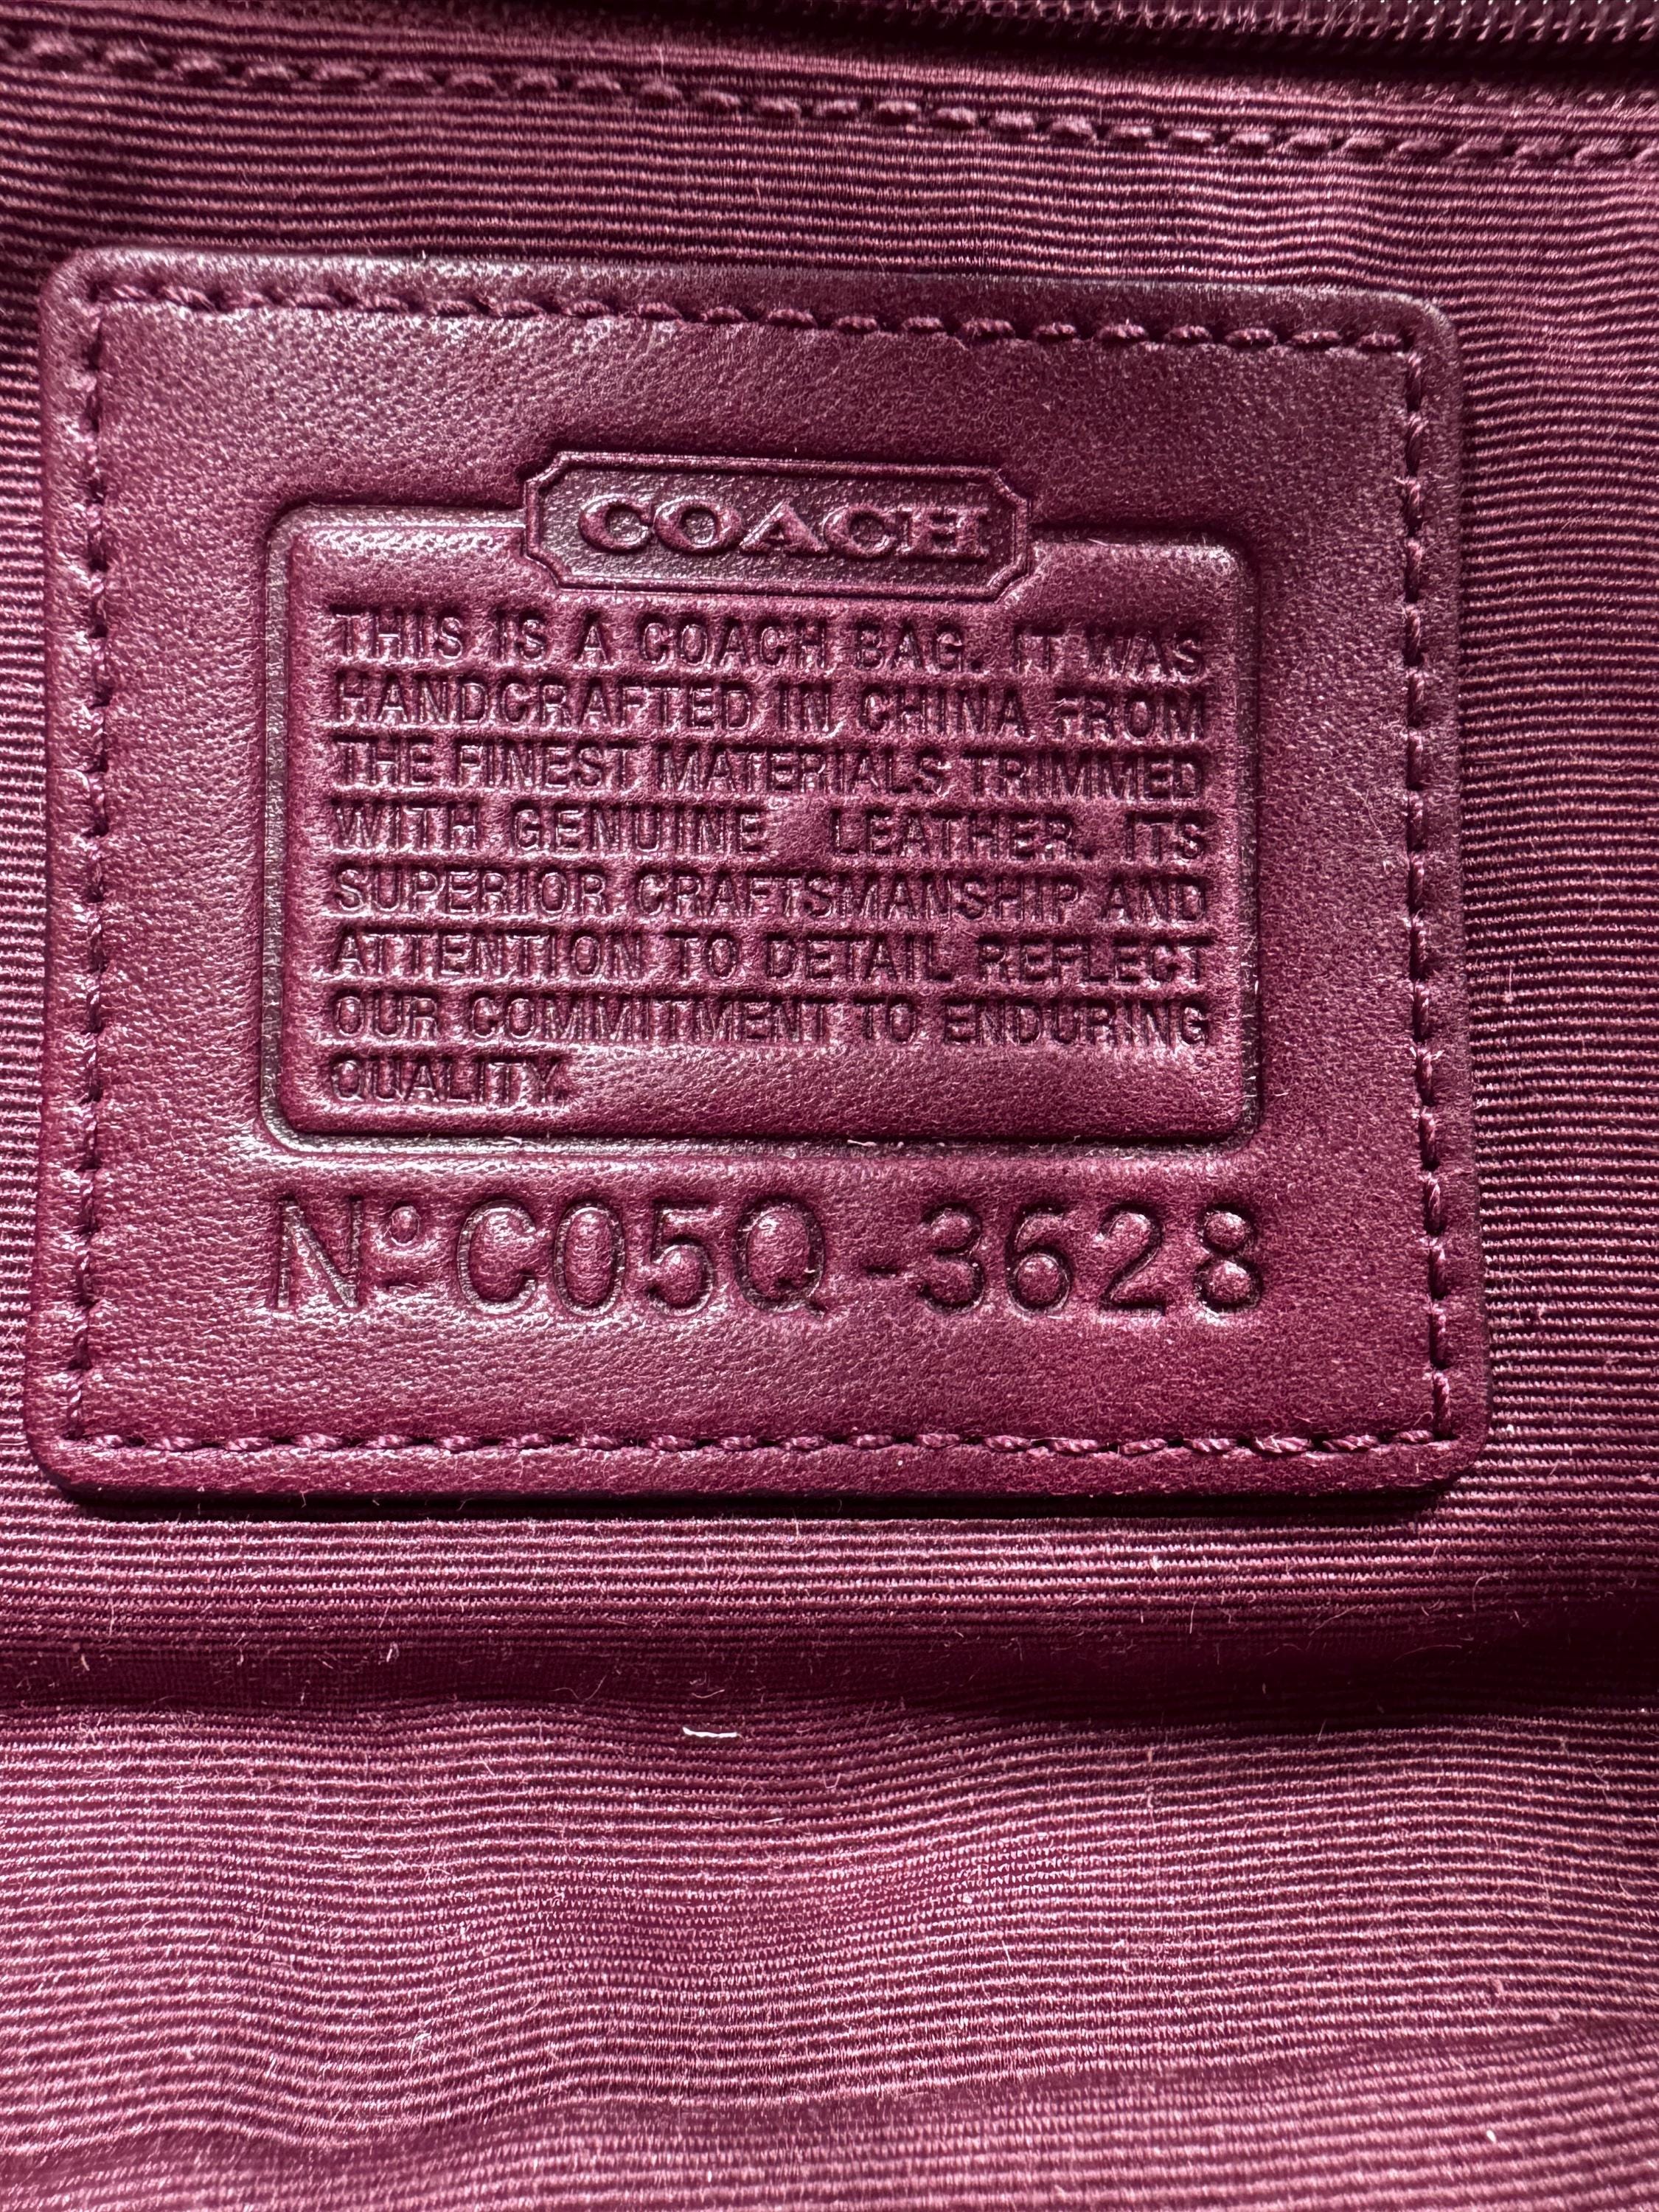 COACH
THIS IS A COACH BAG. IT WAS
HANDCRAFTED IN CHINA FROM
THE FINEST MATERIALS TRIMMED
WITH GENUINE LEATHER. ITS
SUPERIOR CRAFTSMANSHIP AND
ATTENTION TO DETAIL REFLECT
OUR COMMITMENT TO ENDURING
QUALITY.
Nº C05Q-3628